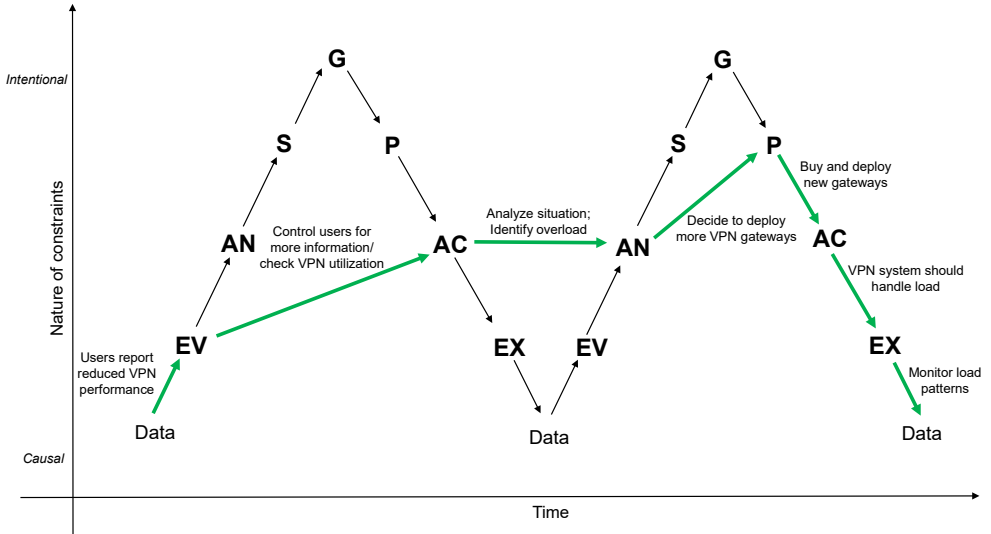 Intentional
Nature of constraints
Causal
Time
G
S
P
AN
AC
EV
EX
Data
Users report
reduced VPN
performance
Control users for
more information/
check VPN utilization
Analyze situation;
Identify overload
Data
EV
AN
S
G
P
AC
EX
Data
Decide to deploy
more VPN gateways
Buy and deploy
new gateways
VPN system should
handle load
Monitor load
patterns